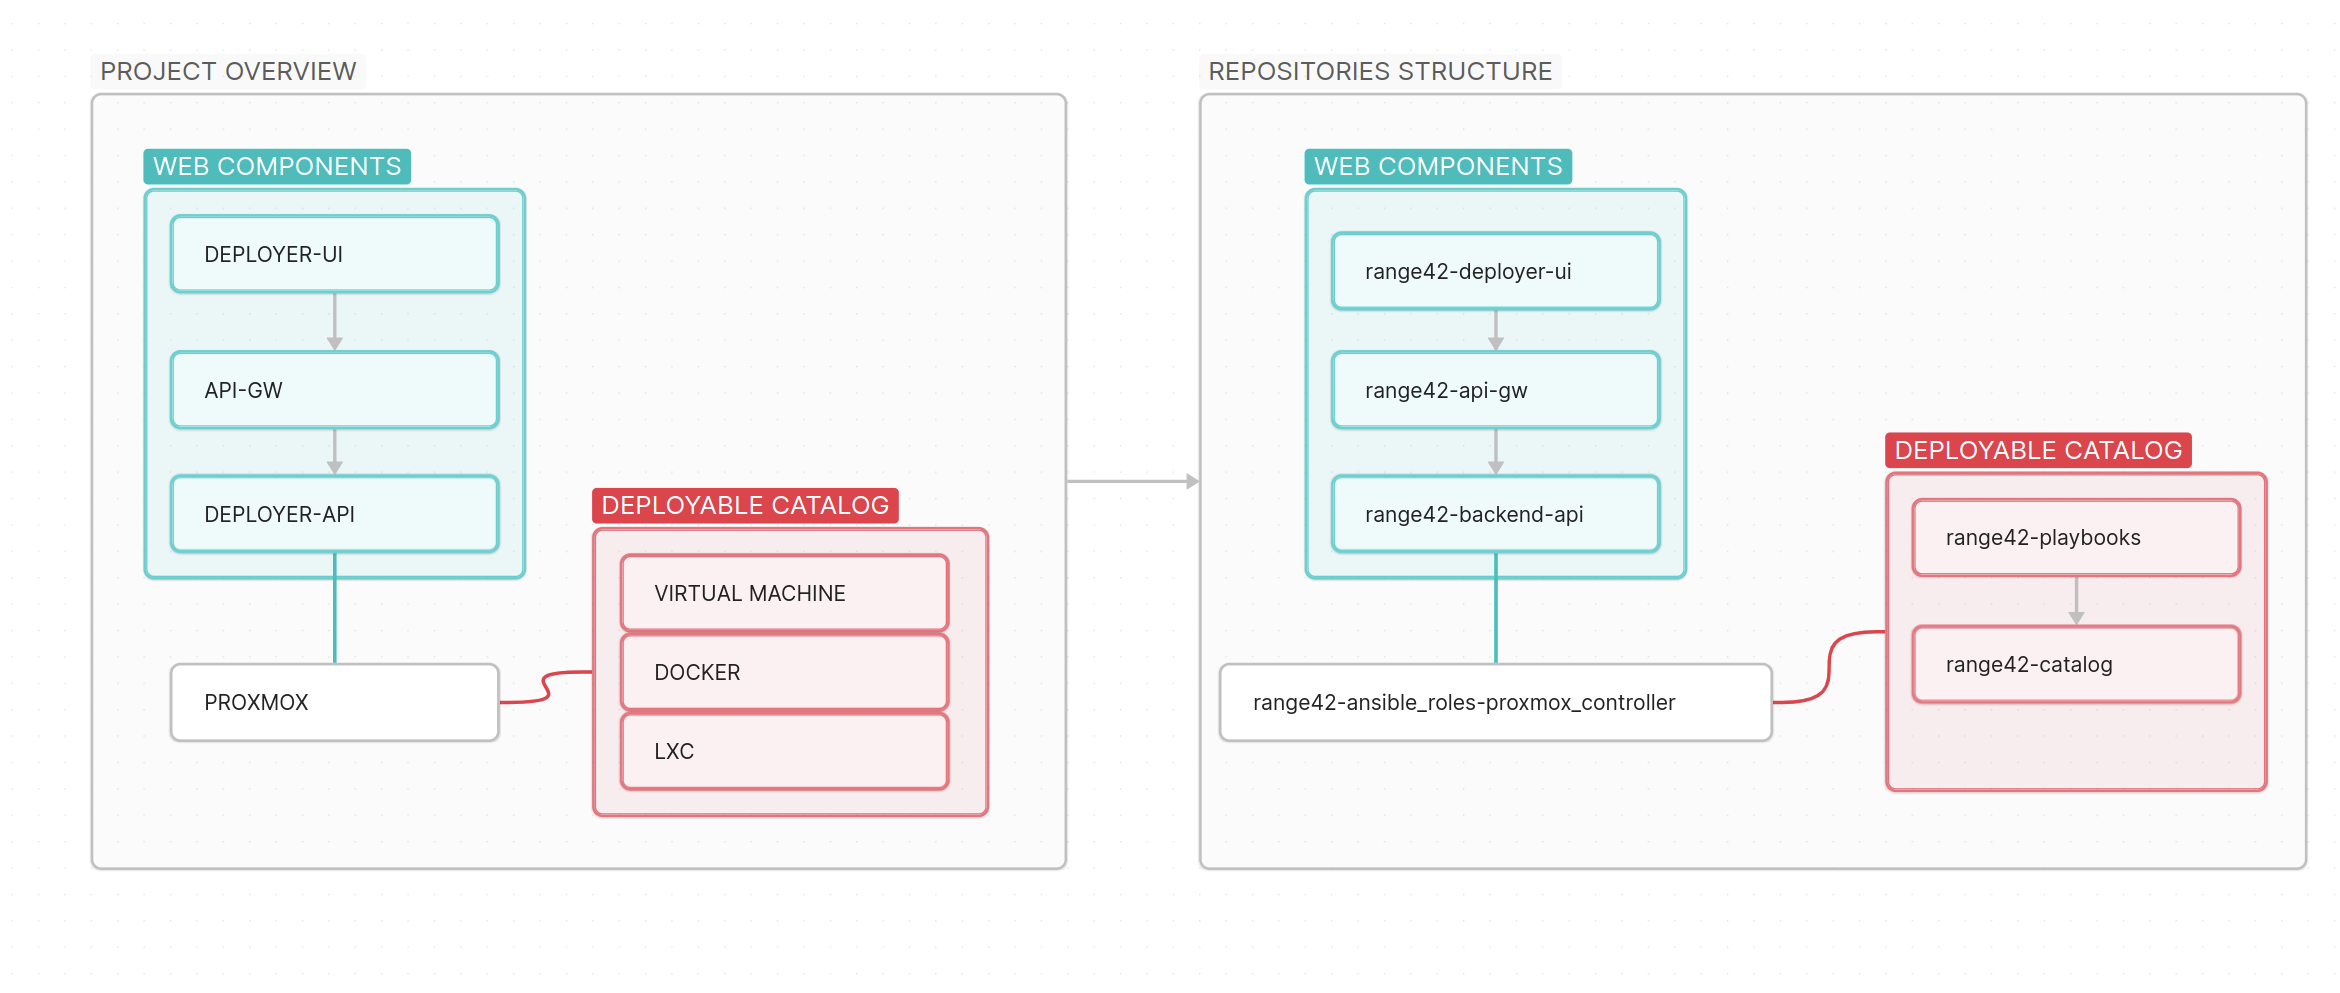 PROJECT OVERVIEW
WEB COMPONENTS
DEPLOYER-UI
API-GW
DEPLOYER-API
PROXMOX
DEPLOYABLE CATALOG
VIRTUAL MACHINE
DOCKER
LXC
REPOSITORIES STRUCTURE
WEB COMPONENTS
range42-deployer-ui
range42-api-gw
range42-backend-api
range42-ansible_roles-proxmox_controller
DEPLOYABLE CATALOG
range42-playbooks
range42-catalog